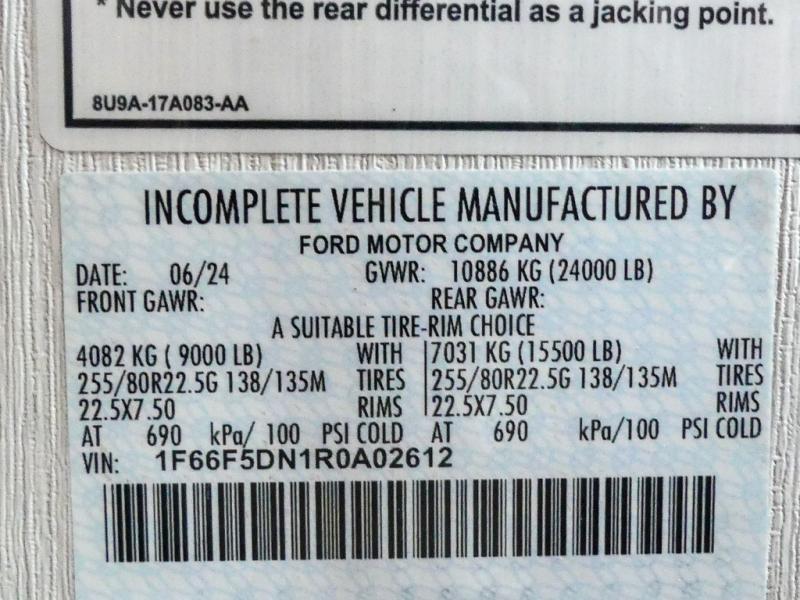 * Never use the rear differential as a jacking point.
8U9A-17A083-AA
INCOMPLETE VEHICLE MANUFACTURED BY
FORD MOTOR COMPANY
DATE: 06/24 GVWR: 10886 KG (24000 LB)
FRONT GAWR: REAR GAWR:
A SUITABLE TIRE-RIM CHOICE
4082 KG ( 9000 LB) WITH 7031 KG (15500 LB) WITH
255/80R22.5G 138/135M TIRES 255/80R22.5G 138/135M TIRES
22.5X7.50 RIMS 22.5X7.50 RIMS
AT 690 kPa/ 100 PSI COLD AT 690 kPa/100 PSI COLD
VIN: 1F66F5DN1R0A02612